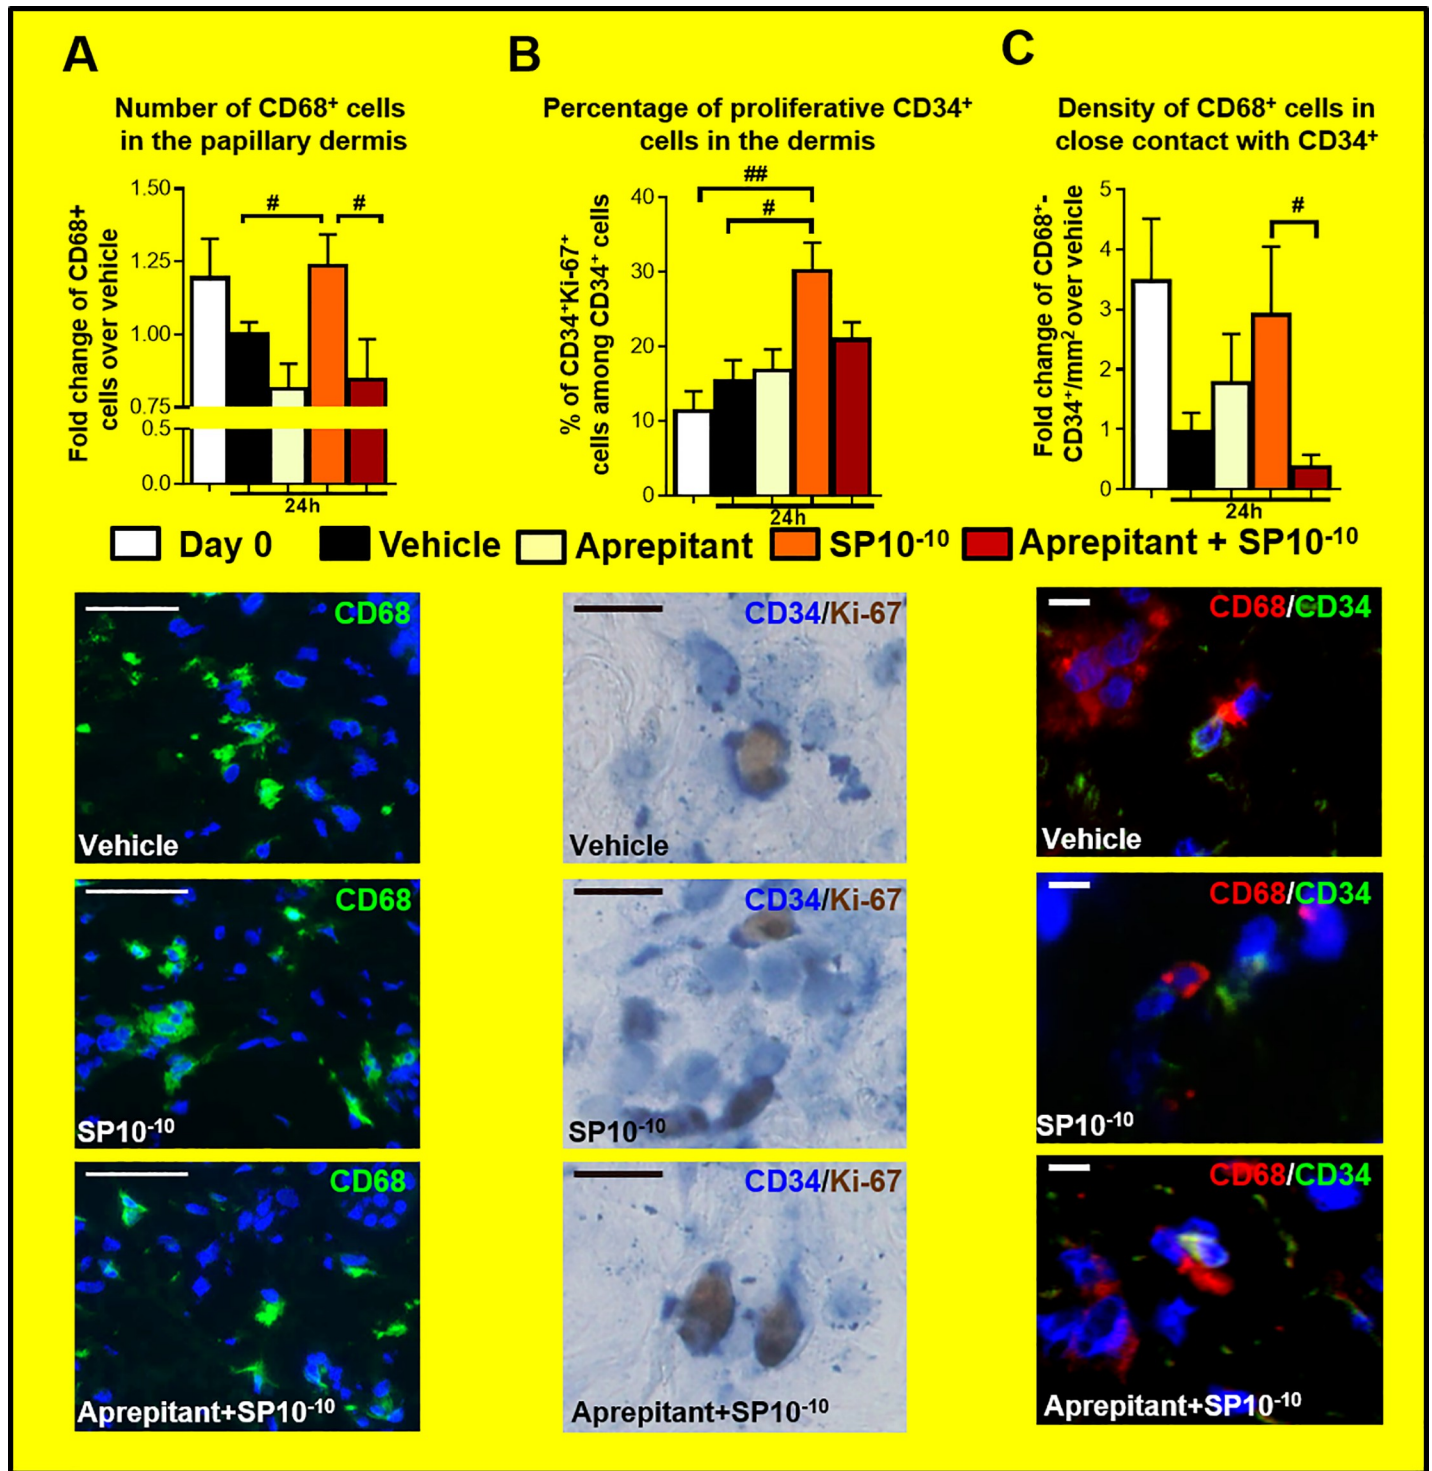 A
B
C
Number of CD68⁺ cells
in the papillary dermis
Percentage of proliferative CD34⁺
cells in the dermis
Density of CD68⁺ cells in
close contact with CD34⁺
Fold change of CD68+
cells over vehicle
1.50
1.25
1.00
0.75
0.5
0.0
#
#
24h
% of CD34⁺Ki-67⁺
cells among CD34⁺ cells
40
30
20
10
0
##
#
24h
Fold change of CD68⁺-
CD34⁺/mm² over vehicle
5
4
3
2
1
0
#
24h
Day 0 Vehicle Aprepitant SP10⁻¹⁰ Aprepitant + SP10⁻¹⁰
CD68
Vehicle
CD34/Ki-67
Vehicle
CD68/CD34
Vehicle
CD68
SP10⁻¹⁰
CD34/Ki-67
SP10⁻¹⁰
CD68/CD34
SP10⁻¹⁰
CD68
Aprepitant+SP10⁻¹⁰
CD34/Ki-67
Aprepitant+SP10⁻¹⁰
CD68/CD34
Aprepitant+SP10⁻¹⁰